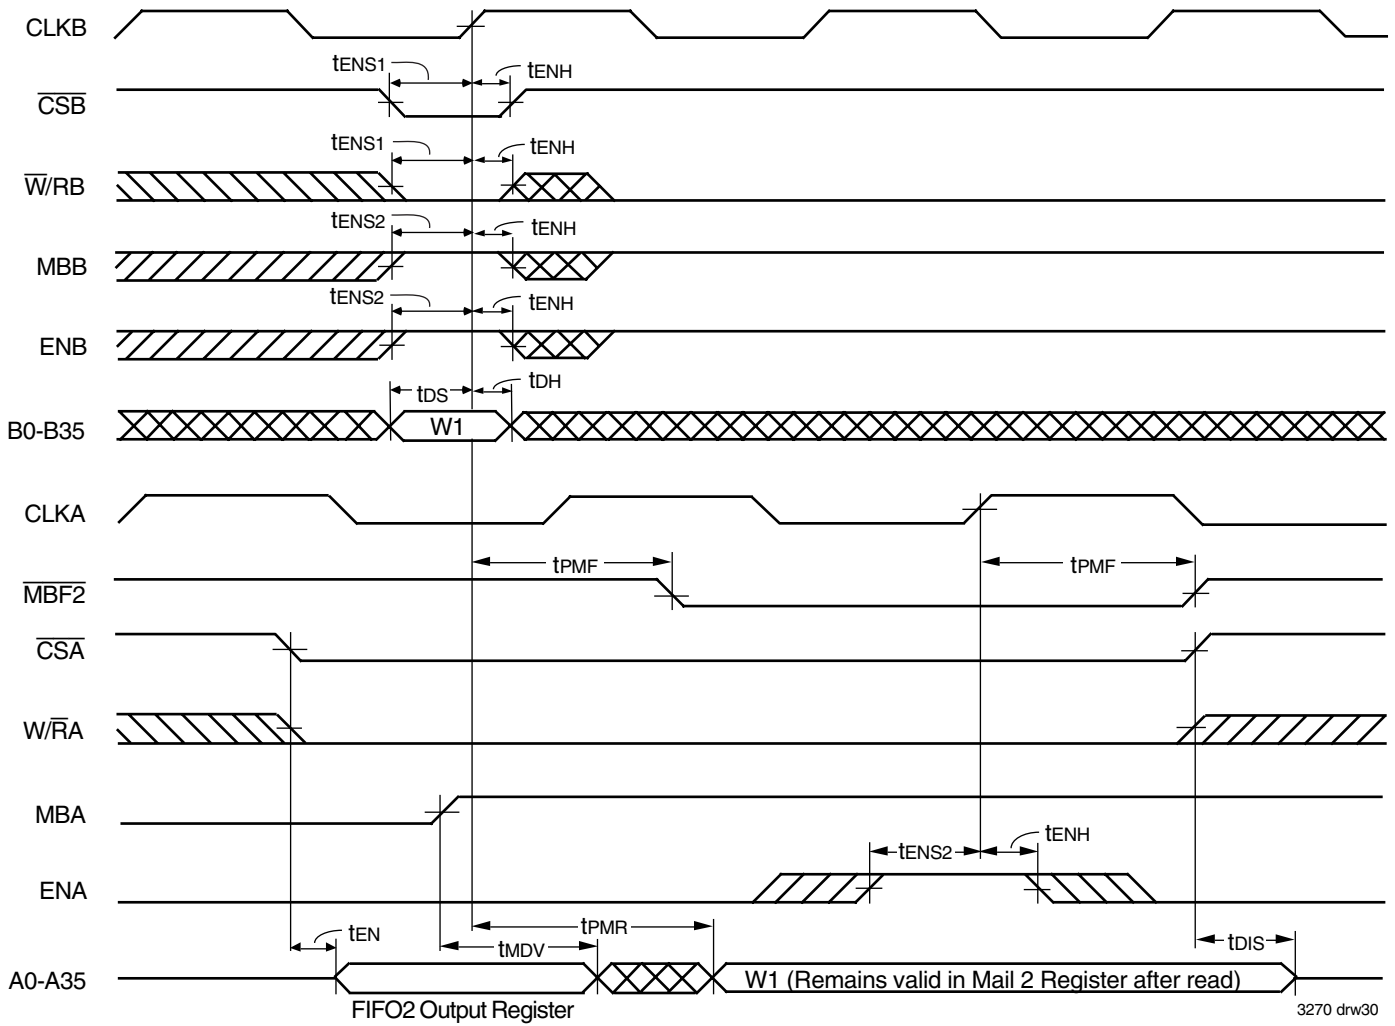 CLKB
tENS1
tENH
CSB
tENS1
tENH
W/RB
tENS2
tENH
MBB
tENS2
tENH
ENB
tDS
tDH
B0-B35
W1
CLKA
tPMF
tPMF
MBF2
CSA
W/RA
MBA
tENS2
tENH
ENA
tEN
tMDV
tPMR
tDIS
A0-A35
W1 (Remains valid in Mail 2 Register after read)
FIFO2 Output Register
3270 drw30